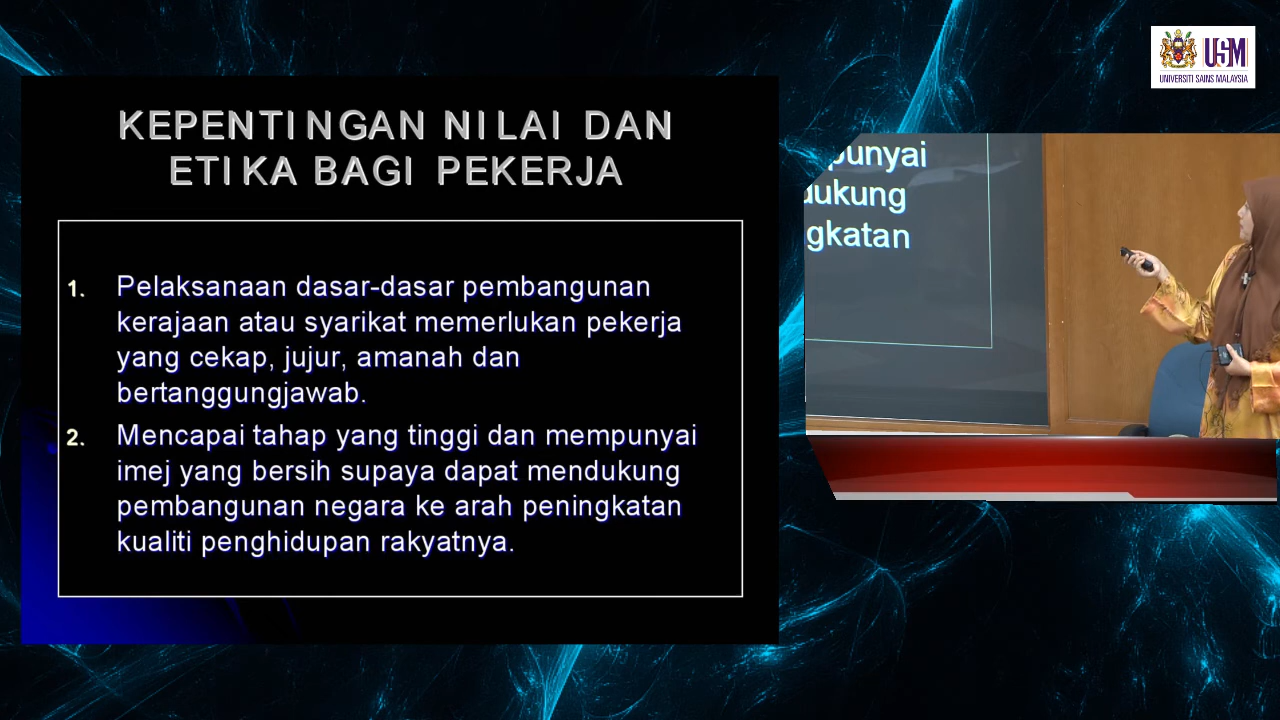 KEPENTINGAN NILAI DAN
ETIKA BAGI PEKERJA
1. Pelaksanaan dasar-dasar pembangunan
kerajaan atau syarikat memerlukan pekerja
yang cekap, jujur, amanah dan
bertanggungjawab.
2. Mencapai tahap yang tinggi dan mempunyai
imej yang bersih supaya dapat mendukung
pembangunan negara ke arah peningkatan
kualiti penghidupan rakyatnya.
USM
UNIVERSITI SAINS MALAYSIA
punyai
dukung
gkatan